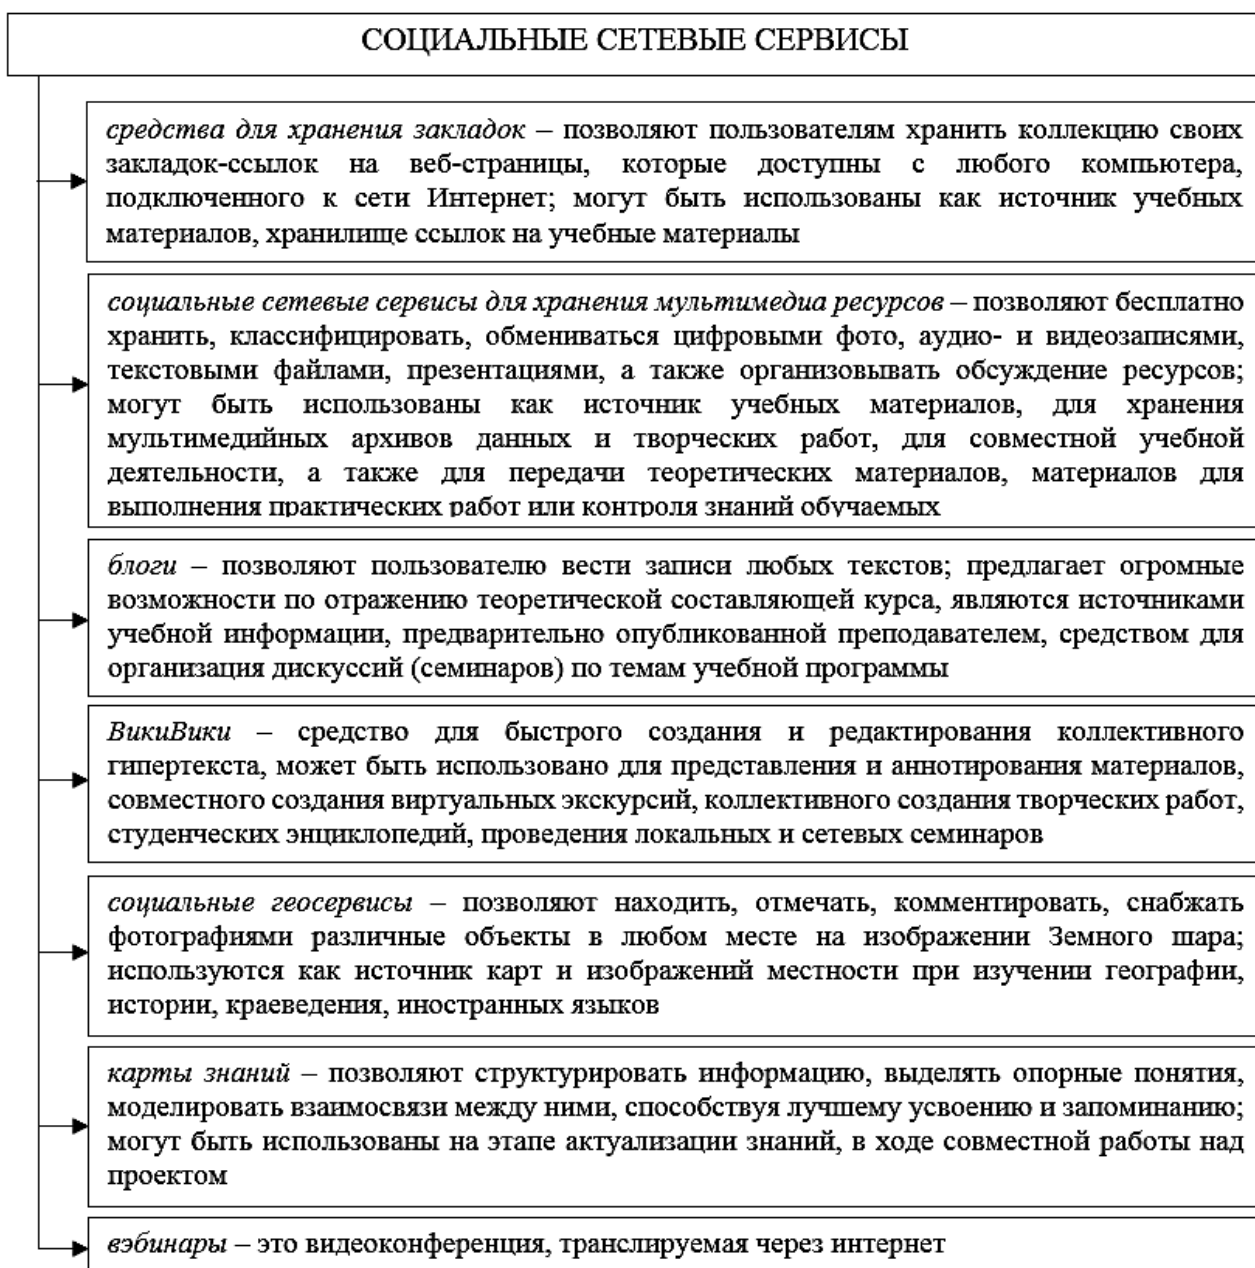 СОЦИАЛЬНЫЕ СЕТЕВЫЕ СЕРВИСЫ
средства для хранения закладок – позволяют пользователям хранить коллекцию своих
закладок-ссылок на веб-страницы, которые доступны с любого компьютера,
подключенного к сети Интернет; могут быть использованы как источник учебных
материалов, хранилище ссылок на учебные материалы
социальные сетевые сервисы для хранения мультимедиа ресурсов – позволяют бесплатно
хранить, классифицировать, обмениваться цифровыми фото, аудио- и видеозаписями,
текстовыми файлами, презентациями, а также организовывать обсуждение ресурсов;
могут быть использованы как источник учебных материалов, для хранения
мультимедийных архивов данных и творческих работ, для совместной учебной
деятельности, а также для передачи теоретических материалов, материалов для
выполнения практических работ или контроля знаний обучаемых
блоги – позволяют пользователю вести записи любых текстов; предлагает огромные
возможности по отражению теоретической составляющей курса, являются источниками
учебной информации, предварительно опубликованной преподавателем, средством для
организация дискуссий (семинаров) по темам учебной программы
ВикиВики – средство для быстрого создания и редактирования коллективного
гипертекста, может быть использовано для представления и аннотирования материалов,
совместного создания виртуальных экскурсий, коллективного создания творческих работ,
студенческих энциклопедий, проведения локальных и сетевых семинаров
социальные геосервисы – позволяют находить, отмечать, комментировать, снабжать
фотографиями различные объекты в любом месте на изображении Земного шара;
используются как источник карт и изображений местности при изучении географии,
истории, краеведения, иностранных языков
карты знаний – позволяют структурировать информацию, выделять опорные понятия,
моделировать взаимосвязи между ними, способствуя лучшему усвоению и запоминанию;
могут быть использованы на этапе актуализации знаний, в ходе совместной работы над
проектом
вэбинары – это видеоконференция, транслируемая через интернет